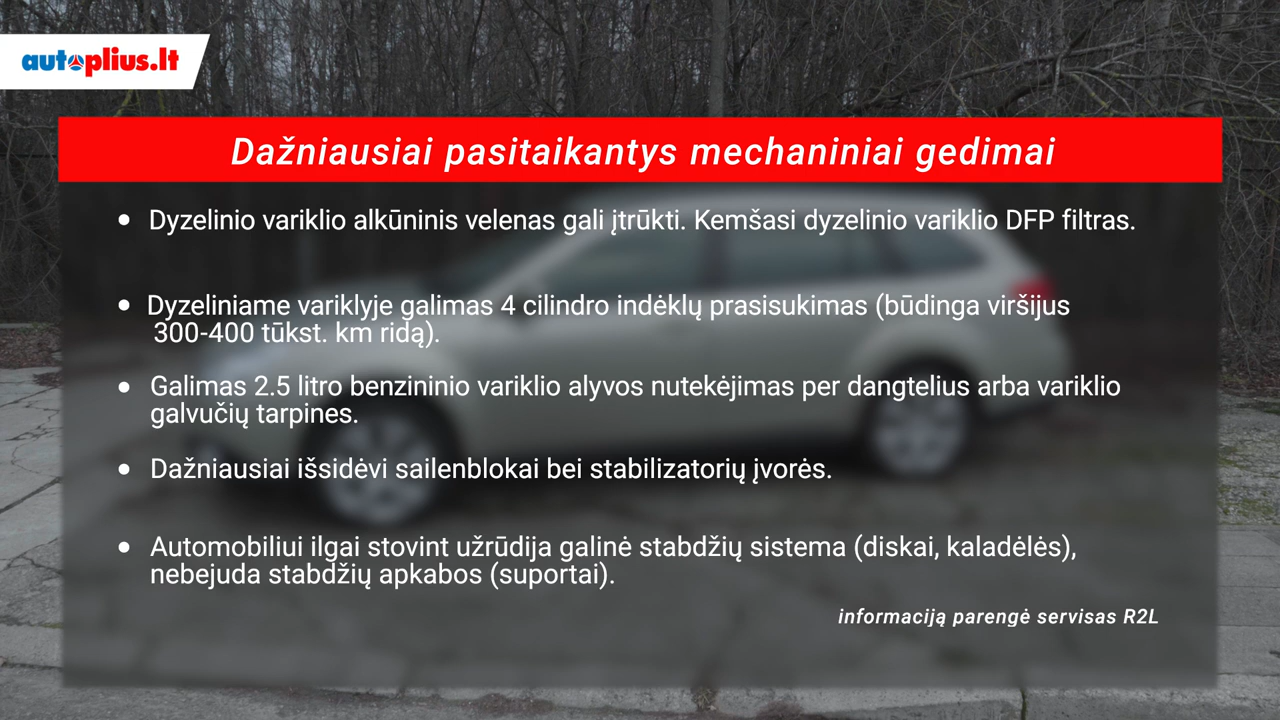 autoplius.lt
Dažniausiai pasitaikantys mechaniniai gedimai
• Dyzelinio variklio alkūninis velenas gali įtrūkti. Kemšasi dyzelinio variklio DFP filtras.
• Dyzeliniame variklyje galimas 4 cilindro indėklų prasisukimas (būdinga viršijus
300-400 tūkst. km ridą).
• Galimas 2.5 litro benzininio variklio alyvos nutekėjimas per dangtelius arba variklio
galvučių tarpines.
• Dažniausiai išsidėvi sailenblokai bei stabilizatorių įvorės.
• Automobiliui ilgai stovint užrūdija galinė stabdžių sistema (diskai, kaladėlės),
nebejuda stabdžių apkabos (suportai).
informaciją parengė servisas R2L